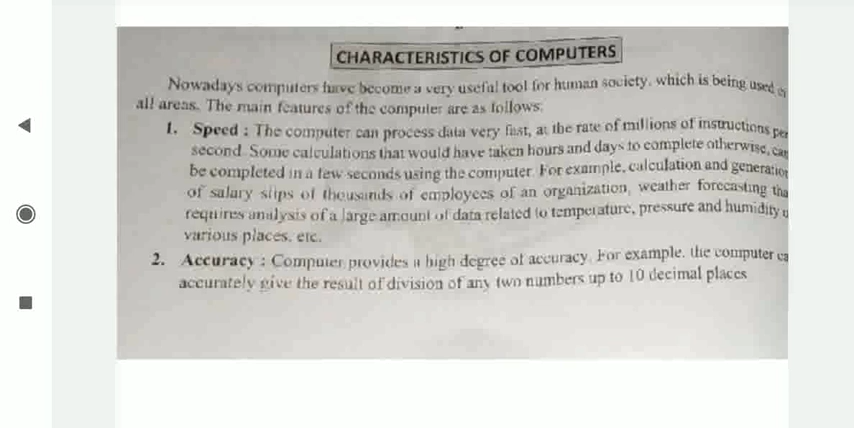 CHARACTERISTICS OF COMPUTERS
Nowadays computers have become a very useful tool for human society, which is being used
all areas. The main features of the computer are as follows:
1. Speed : The computer can process data very fast, at the rate of millions of instructions per
second. Some calculations that would have taken hours and days to complete otherwise, can
be completed in a few seconds using the computer. For example, calculation and generation
of salary slips of thousands of employees of an organization, weather forecasting tha
requires analysis of a large amount of data related to temperature, pressure and humidity
various places, etc.
2. Accuracy : Computer provides a high degree of accuracy. For example, the computer ca
accurately give the result of division of any two numbers up to 10 decimal places